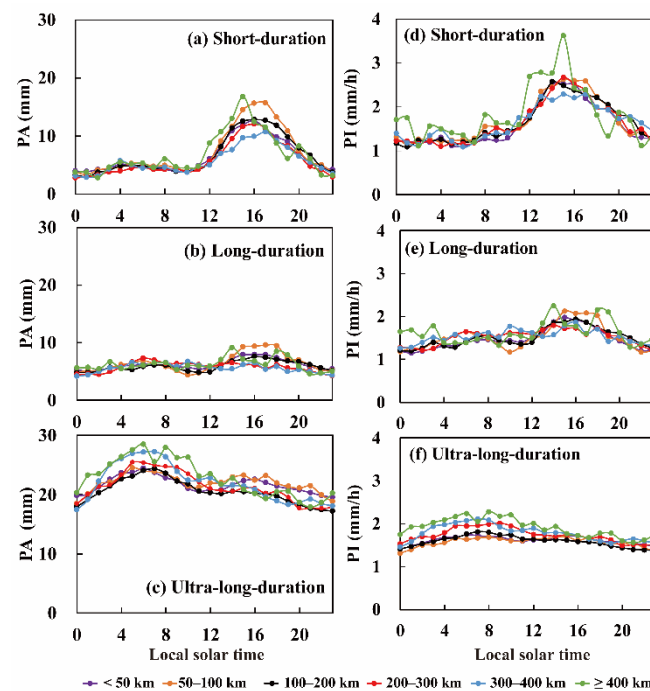 (a) Short-duration
PA (mm)
30
20
10
0
0 4 8 12 16 20
(d) Short-duration
PI (mm/h)
4
3
2
1
0
0 4 8 12 16 20
(b) Long-duration
PA (mm)
30
20
10
0
0 4 8 12 16 20
(e) Long-duration
PI (mm/h)
4
3
2
1
0
0 4 8 12 16 20
(c) Ultra-long-duration
PA (mm)
30
20
10
0
0 4 8 12 16 20
Local solar time
(f) Ultra-long-duration
PI (mm/h)
4
3
2
1
0
0 4 8 12 16 20
Local solar time
< 50 km 50–100 km 100–200 km 200–300 km 300–400 km ≥ 400 km